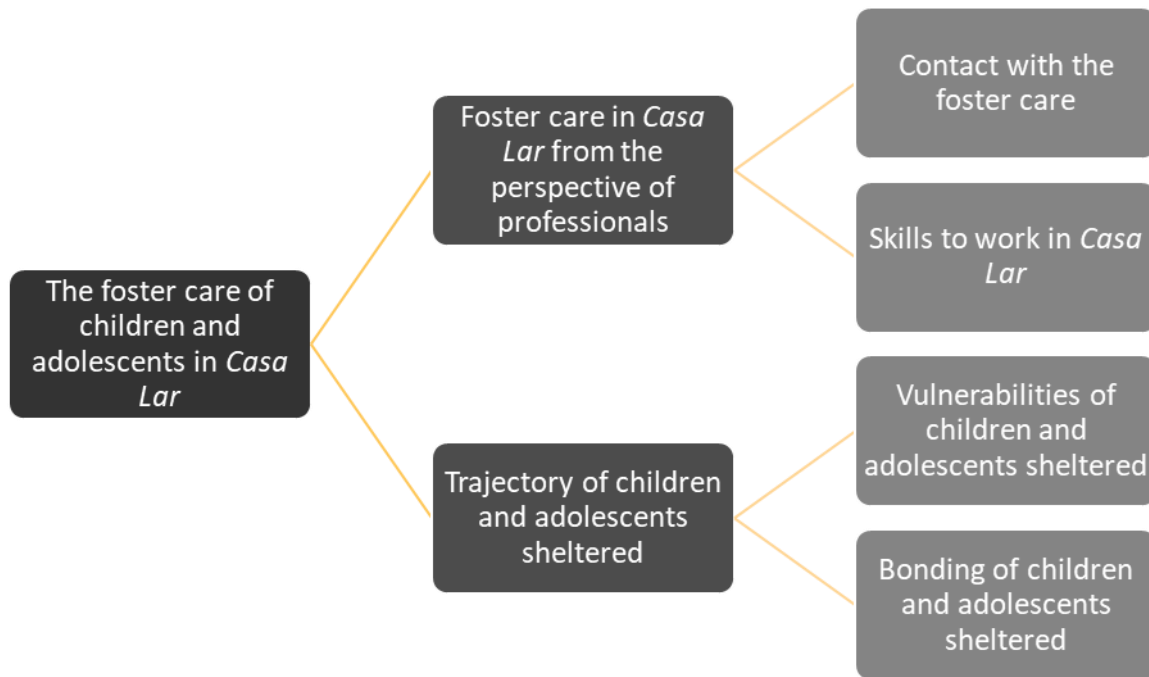 The foster care of
children and
adolescents in Casa
Lar
Foster care in Casa
Lar from the
perspective of
professionals
Contact with the
foster care
Skills to work in Casa
Lar
Trajectory of children
and adolescents
sheltered
Vulnerabilities of
children and
adolescents sheltered
Bonding of children
and adolescents
sheltered